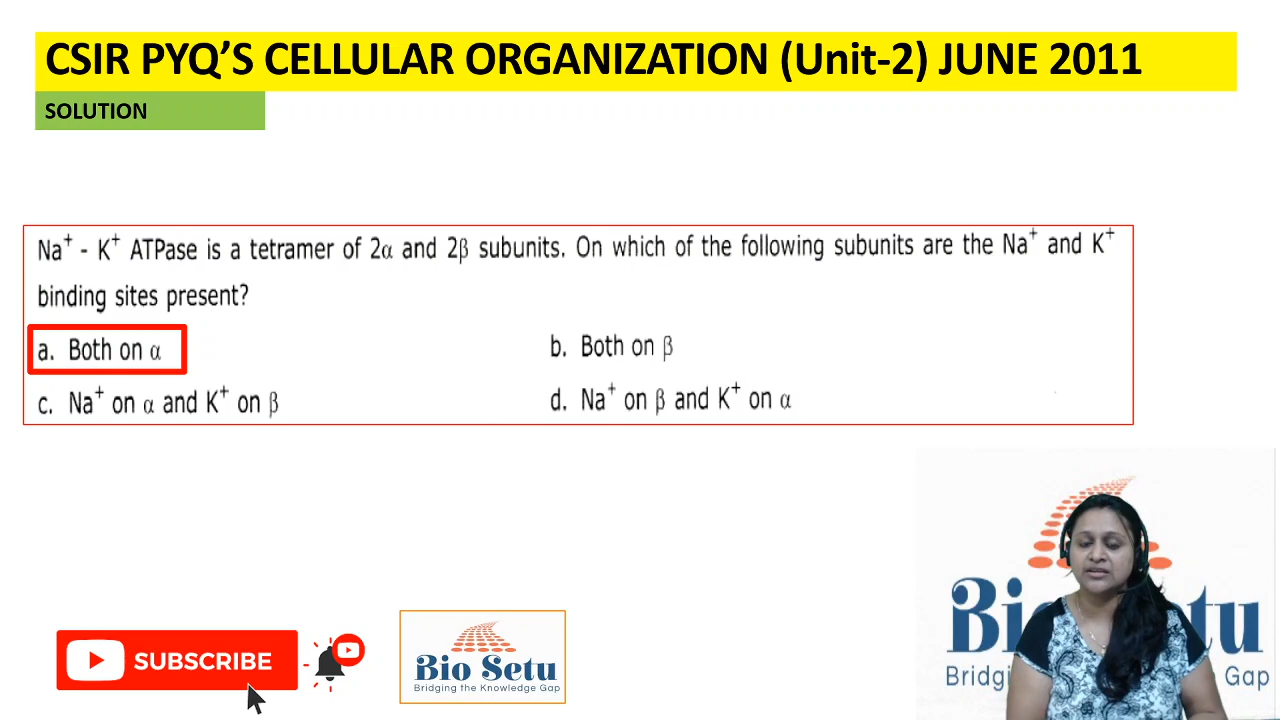 CSIR PYQ'S CELLULAR ORGANIZATION (Unit-2) JUNE 2011
SOLUTION
Na⁺ - K⁺ ATPase is a tetramer of 2α and 2β subunits. On which of the following subunits are the Na⁺ and K⁺
binding sites present?
a. Both on α
b. Both on β
c. Na⁺ on α and K⁺ on β
d. Na⁺ on β and K⁺ on α
SUBSCRIBE
Bio Setu
Bridging the Knowledge Gap